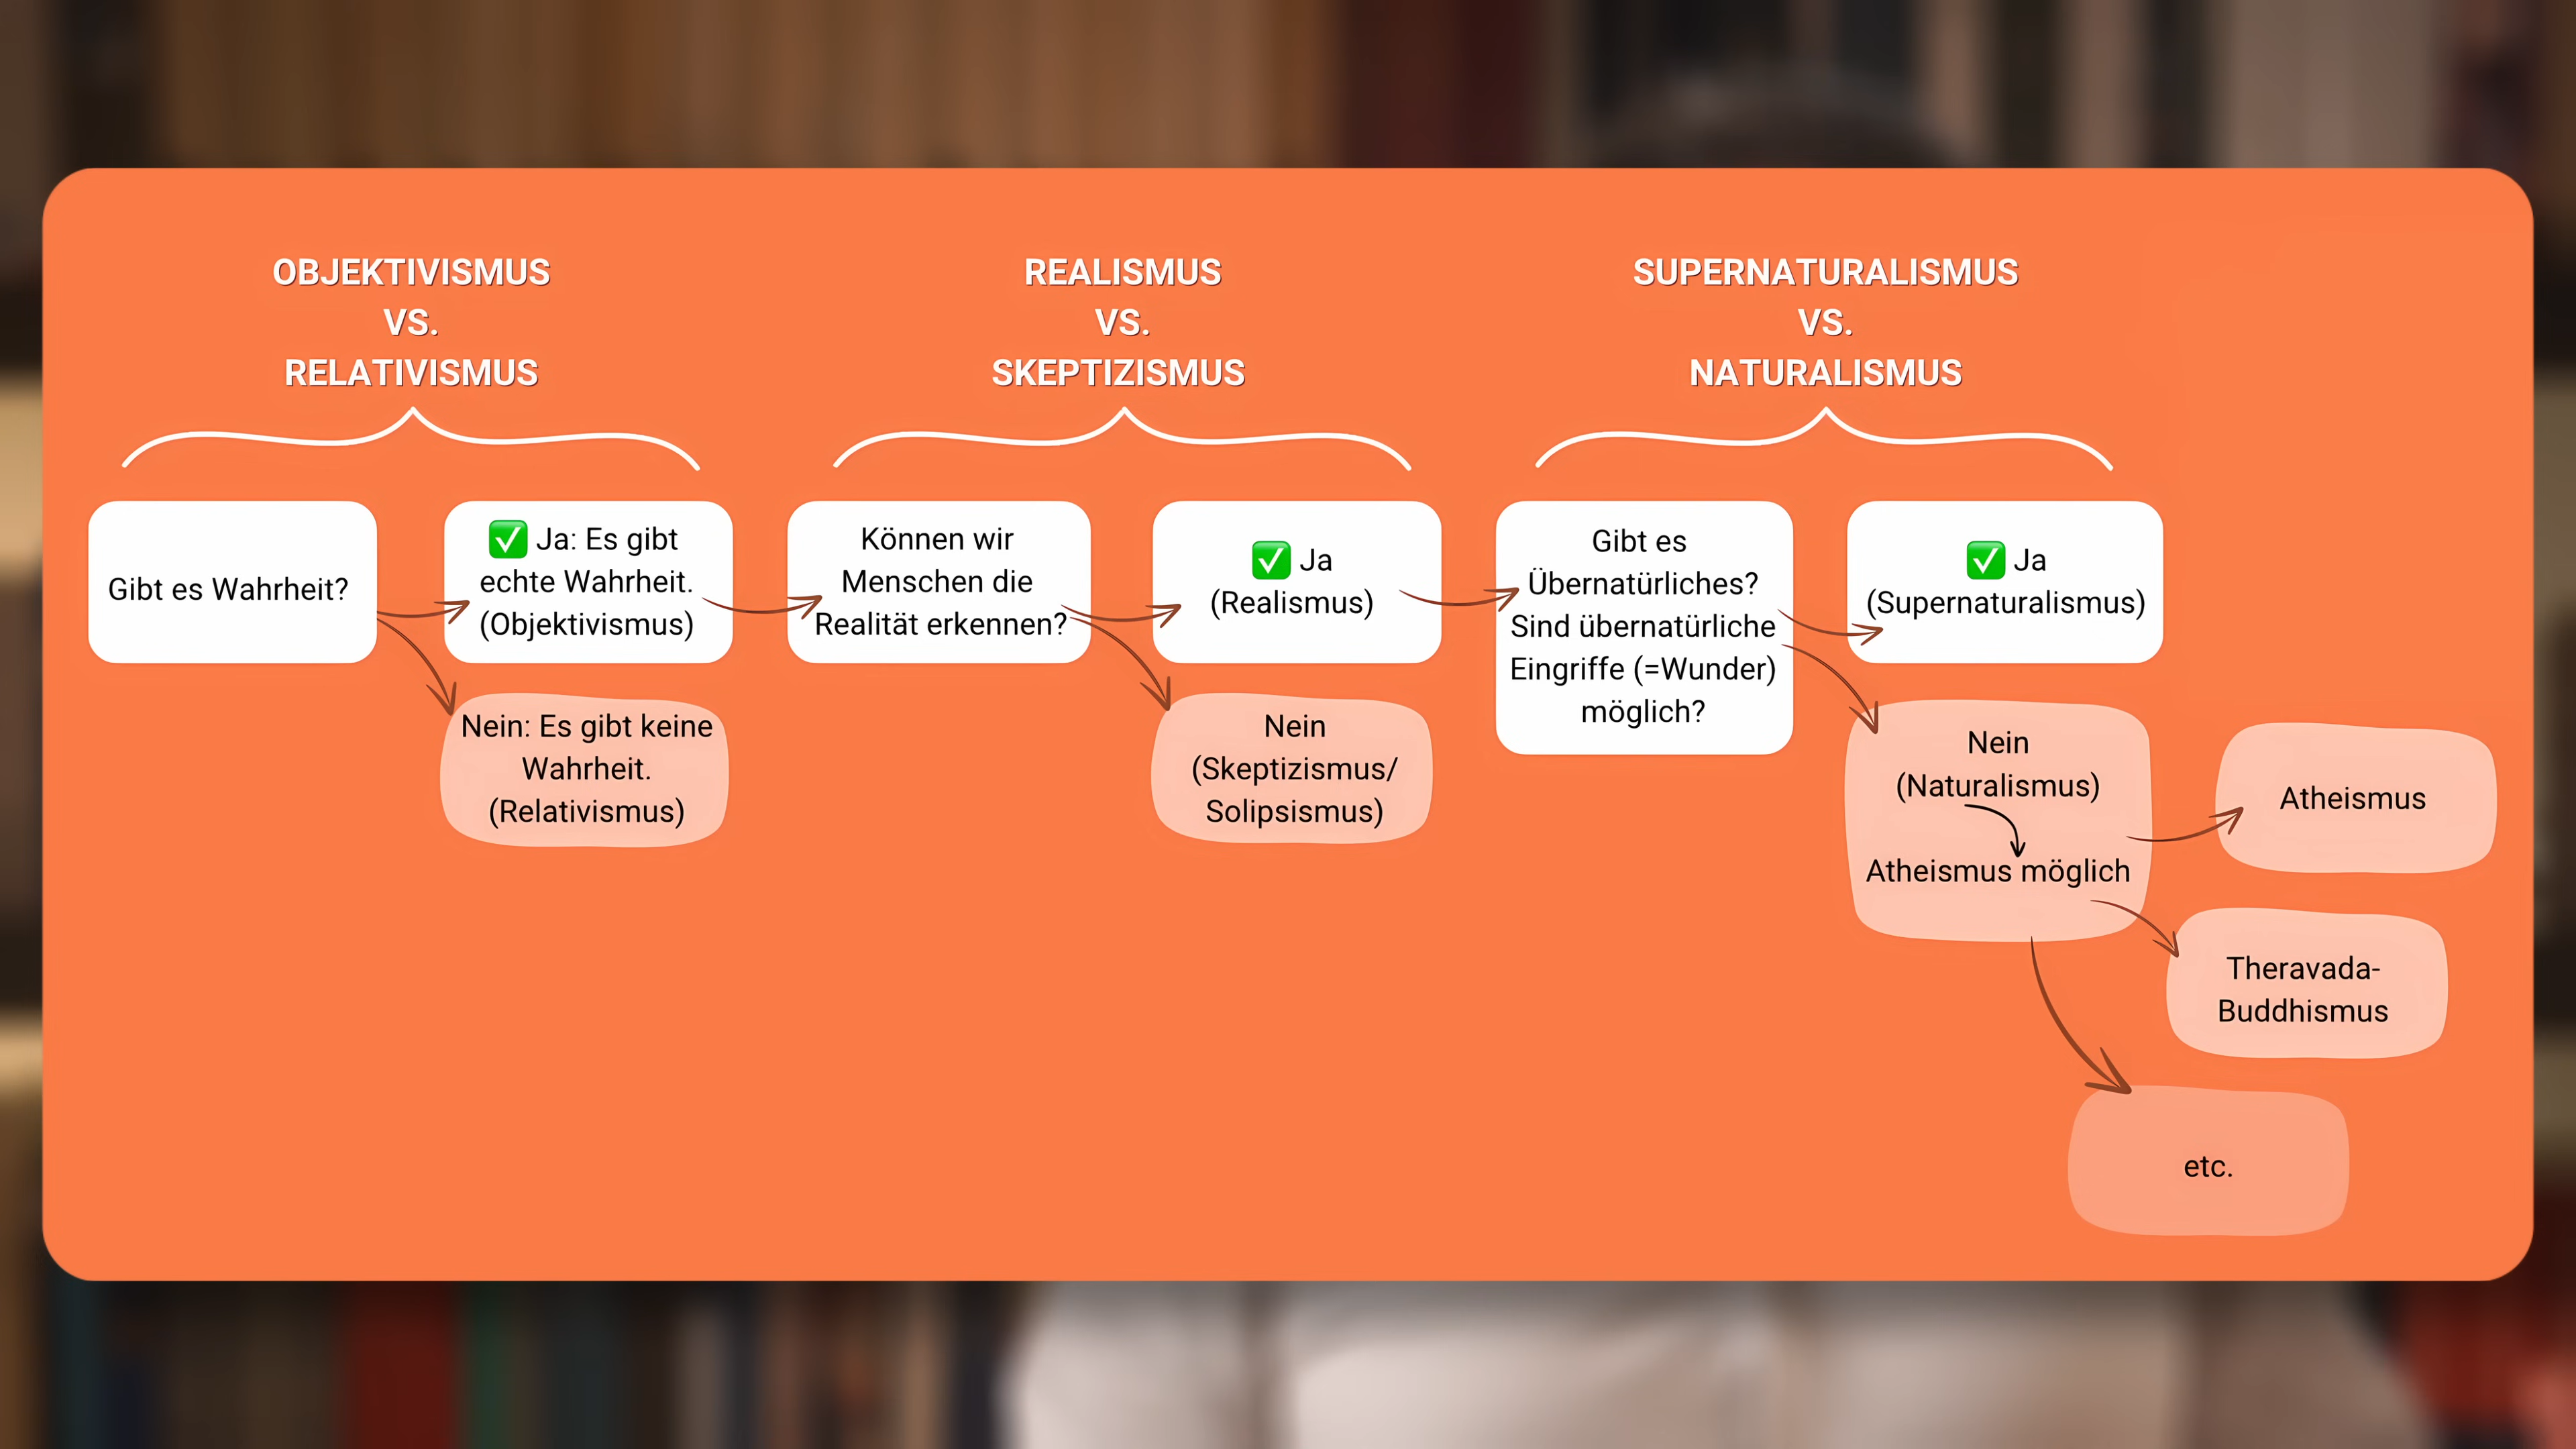 OBJEKTIVISMUS
VS.
RELATIVISMUS
REALISMUS
VS.
SKEPTIZISMUS
SUPERNATURALISMUS
VS.
NATURALISMUS
Gibt es Wahrheit?
✅ Ja: Es gibt
echte Wahrheit.
(Objektivismus)
Nein: Es gibt keine
Wahrheit.
(Relativismus)
Können wir
Menschen die
Realität erkennen?
✅ Ja
(Realismus)
Nein
(Skeptizismus/
Solipsismus)
Gibt es
Übernatürliches?
Sind übernatürliche
Eingriffe (=Wunder)
möglich?
✅ Ja
(Supernaturalismus)
Nein
(Naturalismus)
Atheismus möglich
Atheismus
Theravada-
Buddhismus
etc.